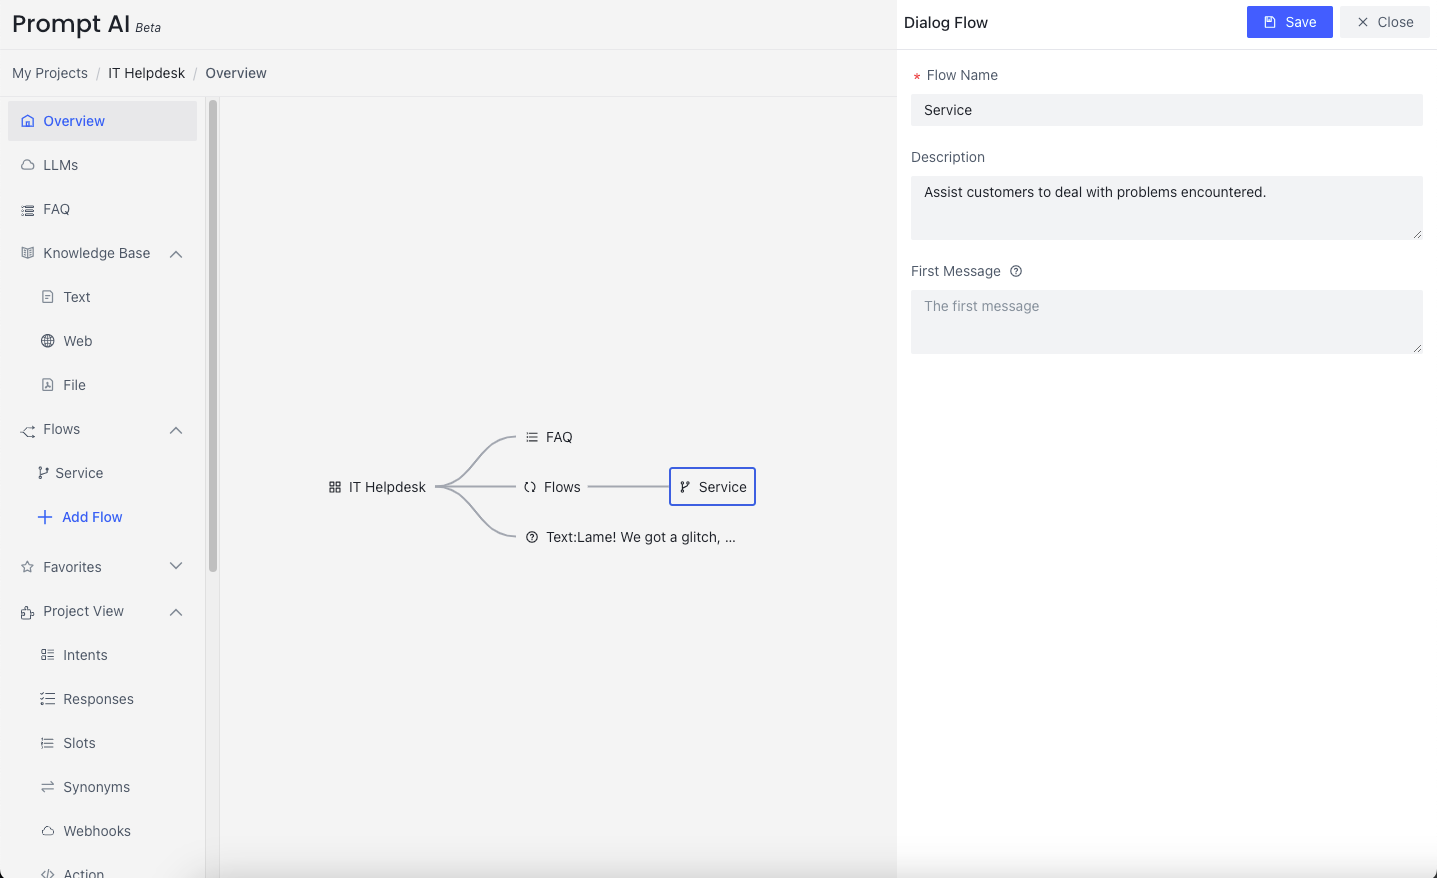 Prompt AI Beta
My Projects / IT Helpdesk / Overview
Overview
LLMs
FAQ
Knowledge Base
Text
Web
File
Flows
Service
Add Flow
Favorites
Project View
Intents
Responses
Slots
Synonyms
Webhooks
Action
IT Helpdesk
FAQ
Flows
Service
Text:Lame! We got a glitch, ...
Dialog Flow
Save
Close
* Flow Name
Service
Description
Assist customers to deal with problems encountered.
First Message
The first message